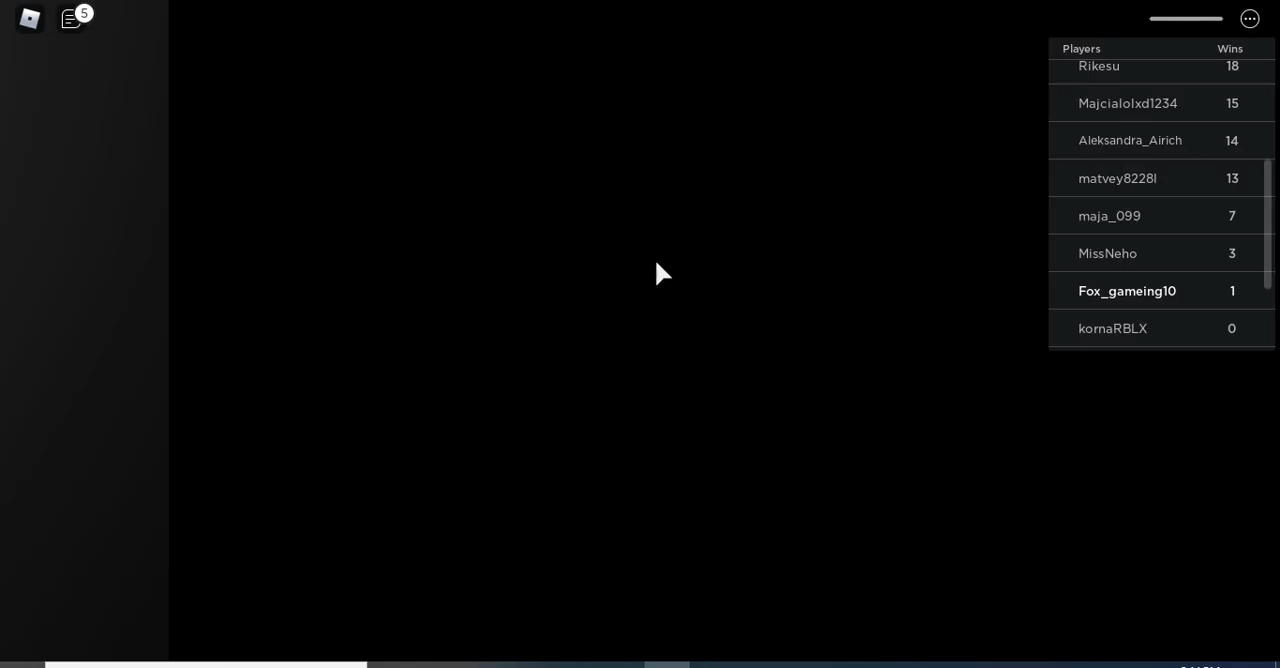 5
Players Wins
Rikesu 18
Majcialolxd1234 15
Aleksandra_Airich 14
matvey8228l 13
maja_099 7
MissNeho 3
Fox_gameing10 1
kornaRBLX 0